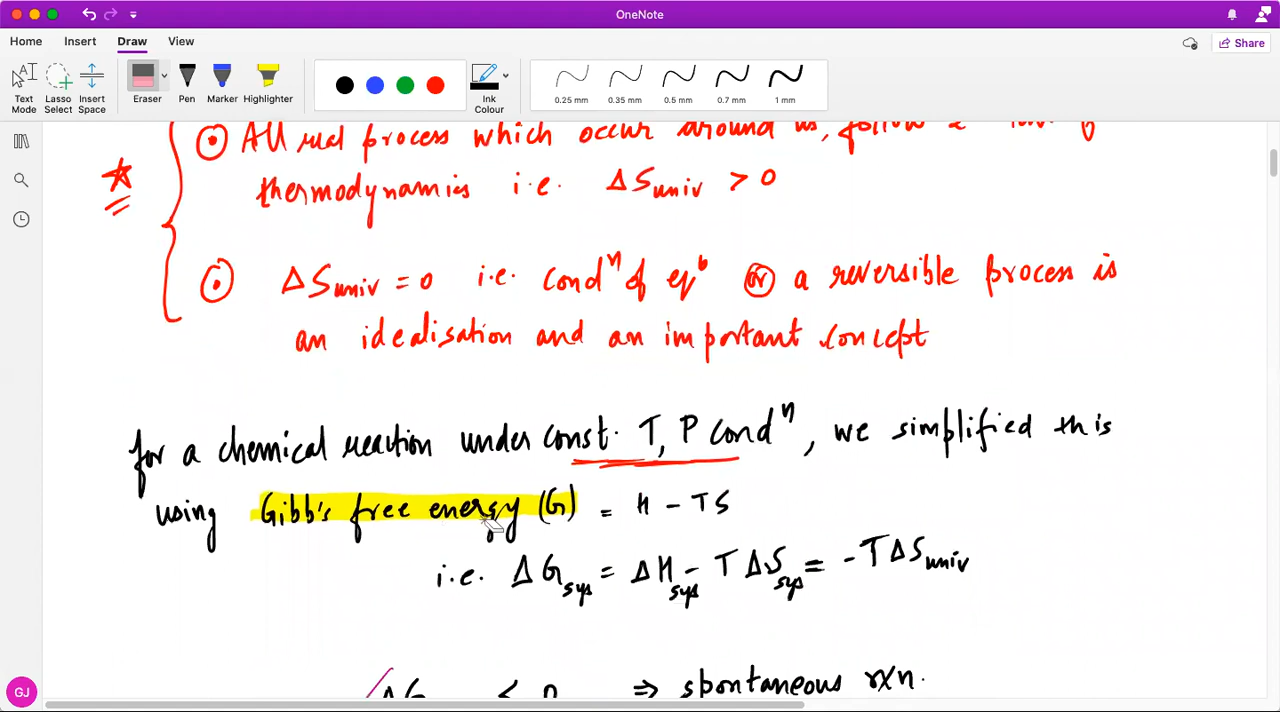 OneNote
Home Insert Draw View
Share
Text Mode
Lasso Select
Insert Space
Eraser
Pen
Marker
Highlighter
Ink Colour
0.25 mm 0.35 mm 0.5 mm 0.7 mm 1 mm
⊙ All real process which occur around us, follow 2 law of
thermodynamics i.e. ΔSuniv > 0
⊙ ΔSuniv = 0 i.e. condⁿ of eqᵇ or a reversible process is
an idealisation and an important concept
for a chemical reaction under const. T, P condⁿ, we simplified this
using Gibb's free energy (G) = H - TS
i.e. ΔGsys = ΔHsys - TΔSsys = -TΔSuniv
ΔG < 0 ⇒ spontaneous rxn.
GJ